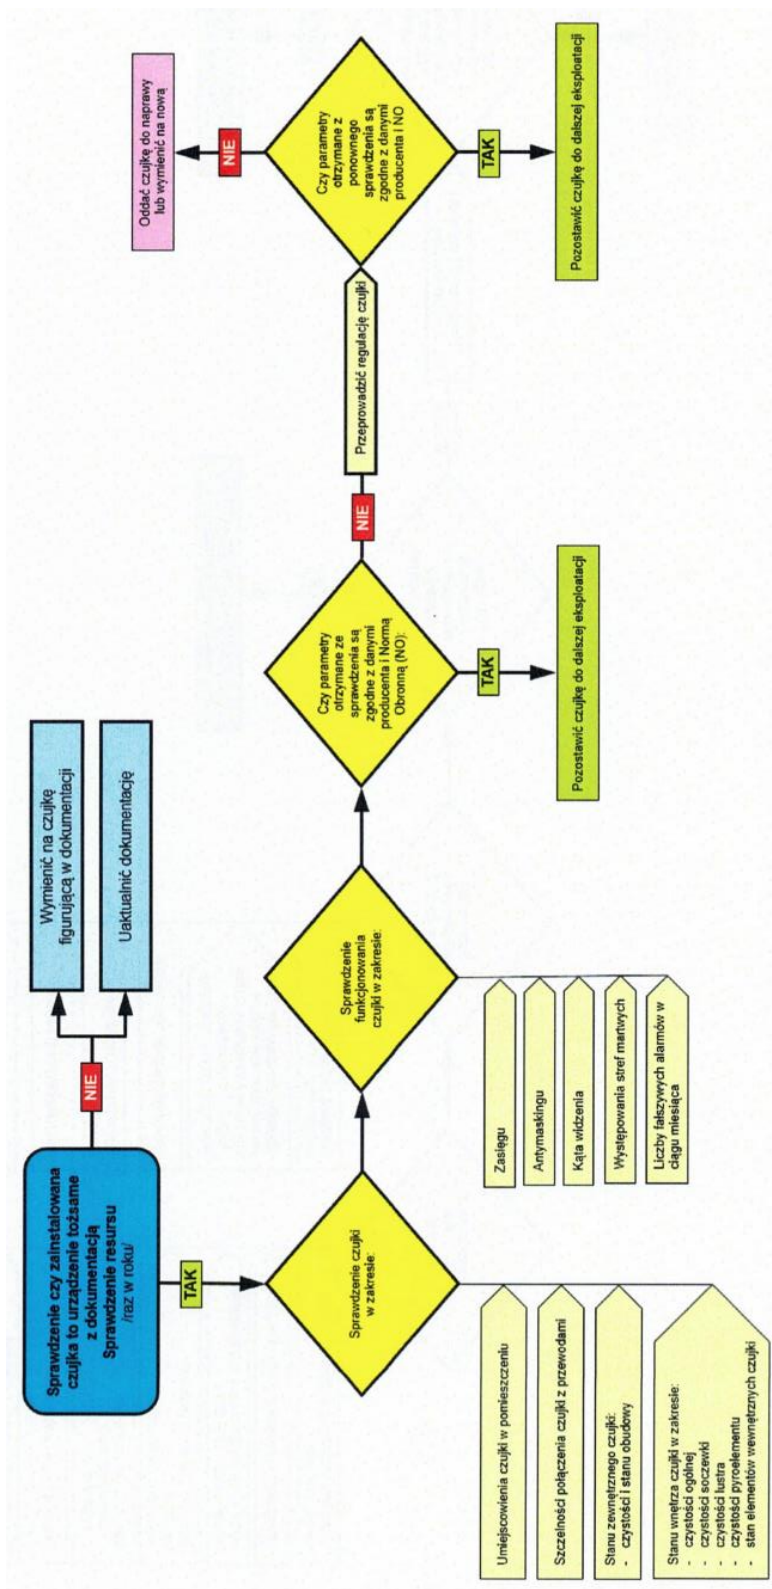 Sprawdzenie czy zainstalowana
czujka to urządzenie tożsame
z dokumentacją
Sprawdzenie resursu
/raz w roku/
NIE
Wymienić na czujkę
figurującą w dokumentacji
Uaktualnić dokumentację
TAK
Sprawdzenie czujki
w zakresie:
Umiejscowienia czujki w pomieszczeniu
Szczelności połączenia czujki z przewodami
Stanu zewnętrznego czujki:
- czystości i stanu obudowy
Stanu wnętrza czujki w zakresie:
- czystości ogólnej
- czystości soczewki
- czystości lustra
- czystości pyroelementu
- stan elementów wewnętrznych czujki
Sprawdzenie
funkcjonowania
czujki w zakresie:
Zasięgu
Antymaskingu
Kąta widzenia
Występowania stref martwych
Liczby fałszywych alarmów w
ciągu miesiąca
Czy parametry
otrzymane ze
sprawdzenia są
zgodne z danymi
producenta i Normą
Obronną (NO):
TAK
Pozostawić czujkę do dalszej eksploatacji
NIE
Przeprowadzić regulację czujki
Czy parametry
otrzymane z
ponownego
sprawdzenia są
zgodne z danymi
producenta i NO
NIE
Oddać czujkę do naprawy
lub wymienić na nową
TAK
Pozostawić czujkę do dalszej eksploatacji